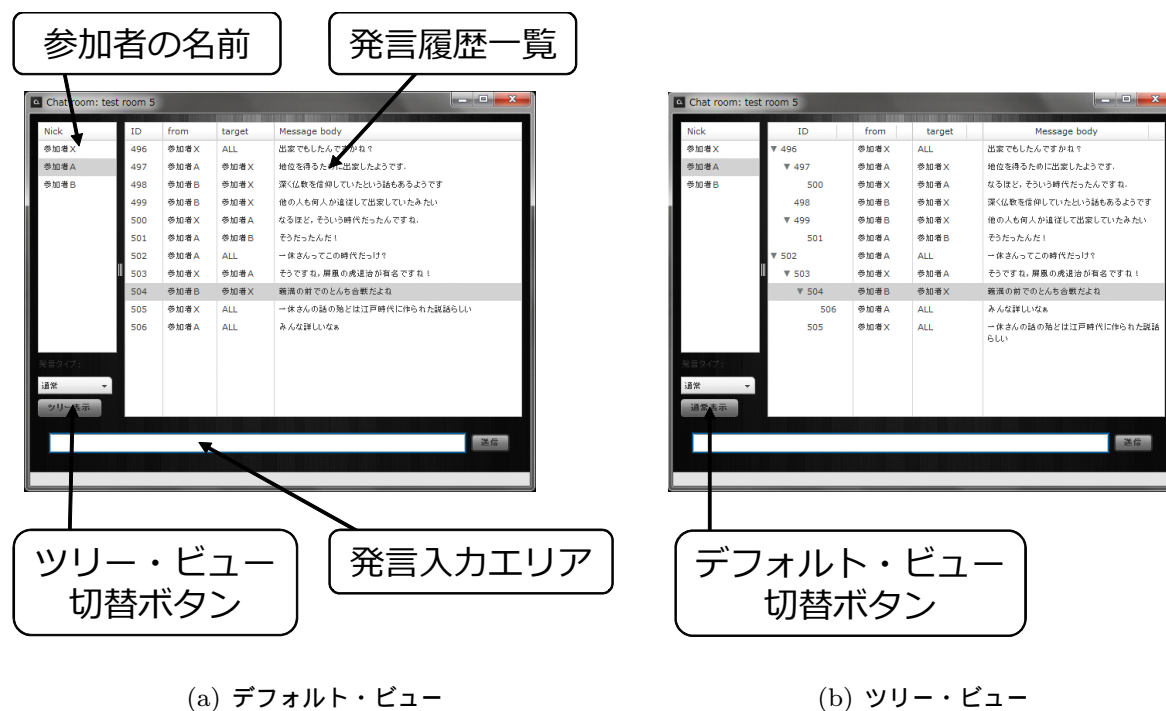 参加者の名前
発言履歴一覧
Chat room: test room 5
Nick
参加者X
参加者A
参加者B
ID from target Message body
496 参加者X ALL 出家でもしたんですかね？
497 参加者A 参加者X 地位を得るために出家したようです.
498 参加者B 参加者X 深く仏教を信仰していたという話もあるようです
499 参加者B 参加者X 他の人も何人か追従して出家していたみたい
500 参加者X 参加者A なるほど, そういう時代だったんですね.
501 参加者A 参加者B そうだったんだ！
502 参加者A ALL 一休さんってこの時代だっけ？
503 参加者X 参加者A そうですね, 屏風の虎退治が有名ですね！
504 参加者B 参加者X 義満の前でのとんち合戦だよね
505 参加者X ALL 一休さんの話の殆どは江戸時代に作られた説話らしい
506 参加者A ALL みんな詳しいなぁ
発言タイプ:
通常
ツリー表示
送信
ツリー・ビュー
切替ボタン
発言入力エリア
(a) デフォルト・ビュー
Chat room: test room 5
Nick
参加者X
参加者A
参加者B
ID from target Message body
▼ 496 参加者X ALL 出家でもしたんですかね？
▼ 497 参加者A 参加者X 地位を得るために出家したようです.
500 参加者X 参加者A なるほど, そういう時代だったんですね.
498 参加者B 参加者X 深く仏教を信仰していたという話もあるようです
▼ 499 参加者B 参加者X 他の人も何人か追従して出家していたみたい
501 参加者A 参加者B そうだったんだ！
▼ 502 参加者A ALL 一休さんってこの時代だっけ？
▼ 503 参加者X 参加者A そうですね, 屏風の虎退治が有名ですね！
▼ 504 参加者B 参加者X 義満の前でのとんち合戦だよね
506 参加者A ALL みんな詳しいなぁ
505 参加者X ALL 一休さんの話の殆どは江戸時代に作られた説話
らしい
発言タイプ:
通常
通常表示
送信
デフォルト・ビュー
切替ボタン
(b) ツリー・ビュー